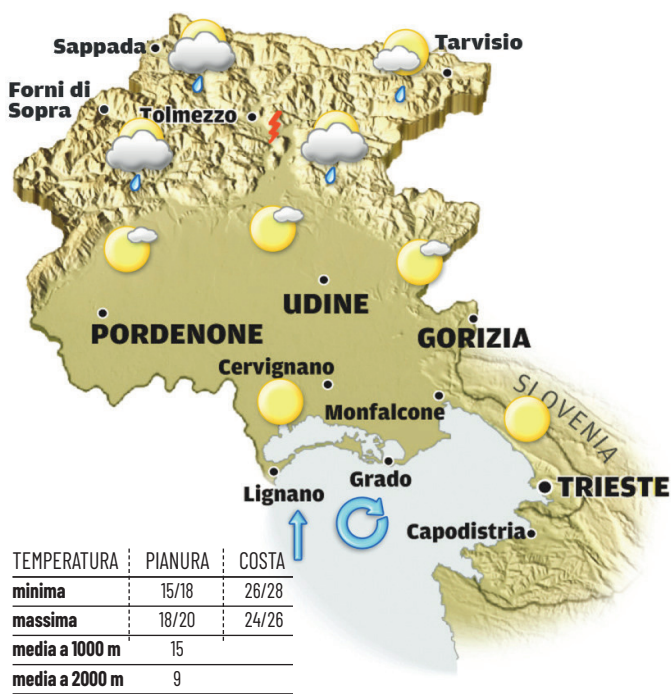 Sappada
Tarvisio
Forni di
Sopra
Tolmezzo
UDINE
PORDENONE
GORIZIA
Cervignano
SLOVENIA
Monfalcone
Grado
Lignano
TRIESTE
Capodistria
TEMPERATURA PIANURA COSTA
minima 15/18 26/28
massima 18/20 24/26
media a 1000 m 15
media a 2000 m 9